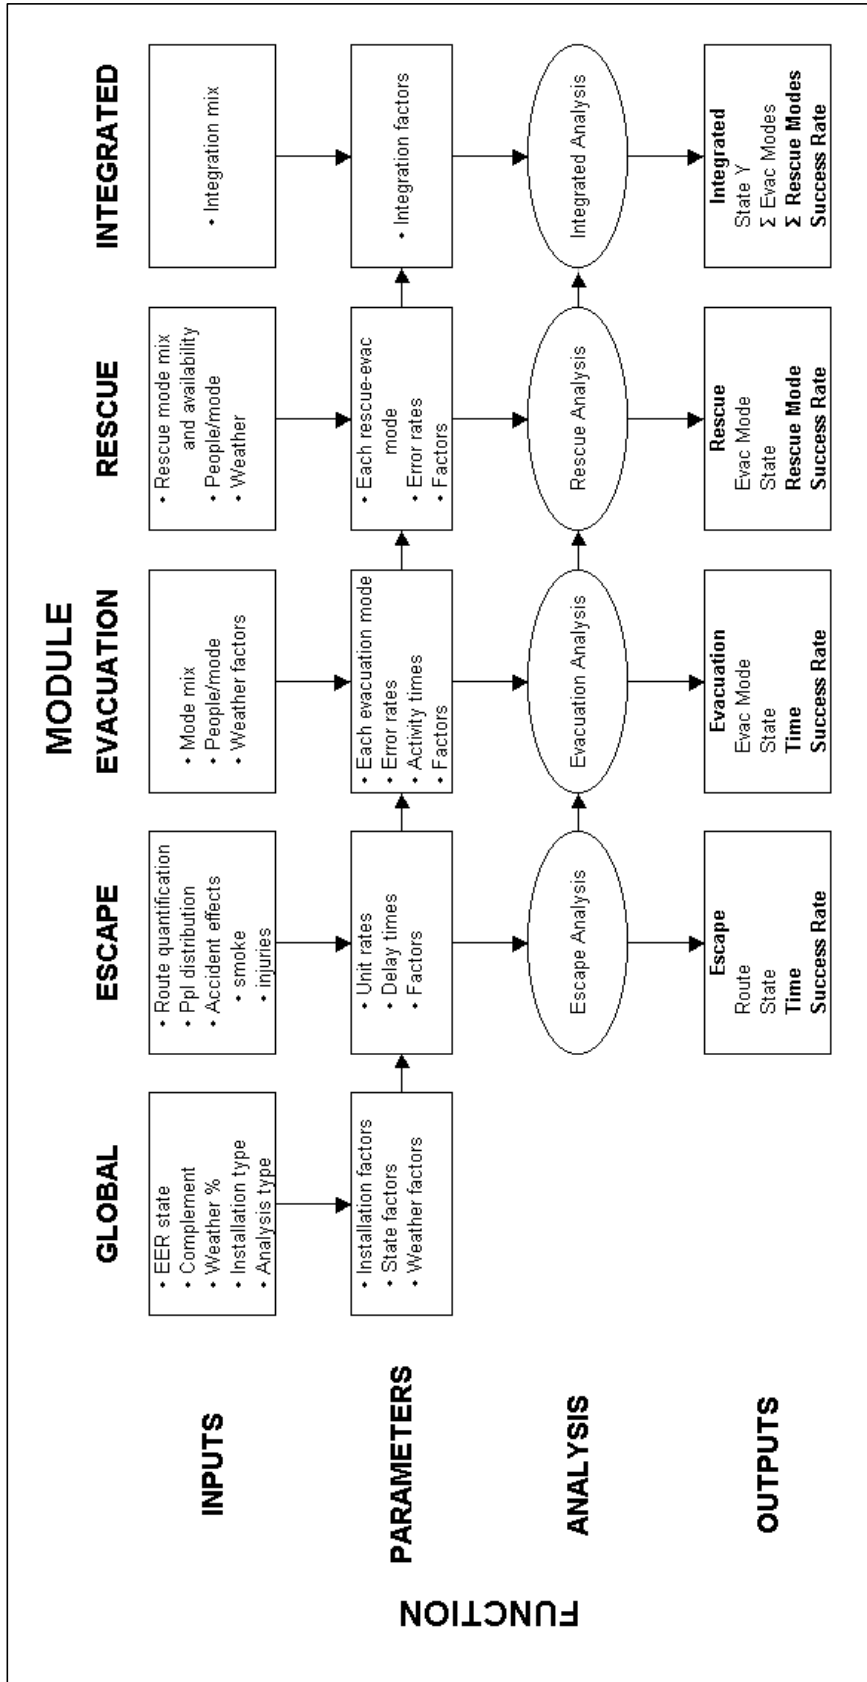 MODULE
GLOBAL
ESCAPE
EVACUATION
RESCUE
INTEGRATED
FUNCTION
INPUTS
• EER state
• Complement
• Weather %
• Installation type
• Analysis type
• Route quantification
• Ppl distribution
• Accident effects
• smoke
• injuries
• Mode mix
• People/mode
• Weather factors
• Rescue mode mix
and availability
• People/mode
• Weather
• Integration mix
PARAMETERS
• Installation factors
• State factors
• Weather factors
• Unit rates
• Delay times
• Factors
• Each evacuation mode
• Error rates
• Activity times
• Factors
• Each rescue-evac
mode
• Error rates
• Factors
• Integration factors
ANALYSIS
Escape Analysis
Evacuation Analysis
Rescue Analysis
Integrated Analysis
OUTPUTS
Escape
Route
State
Time
Success Rate
Evacuation
Evac Mode
State
Time
Success Rate
Rescue
Evac Mode
State
Rescue Mode
Success Rate
Integrated
State Y
Σ Evac Modes
Σ Rescue Modes
Success Rate